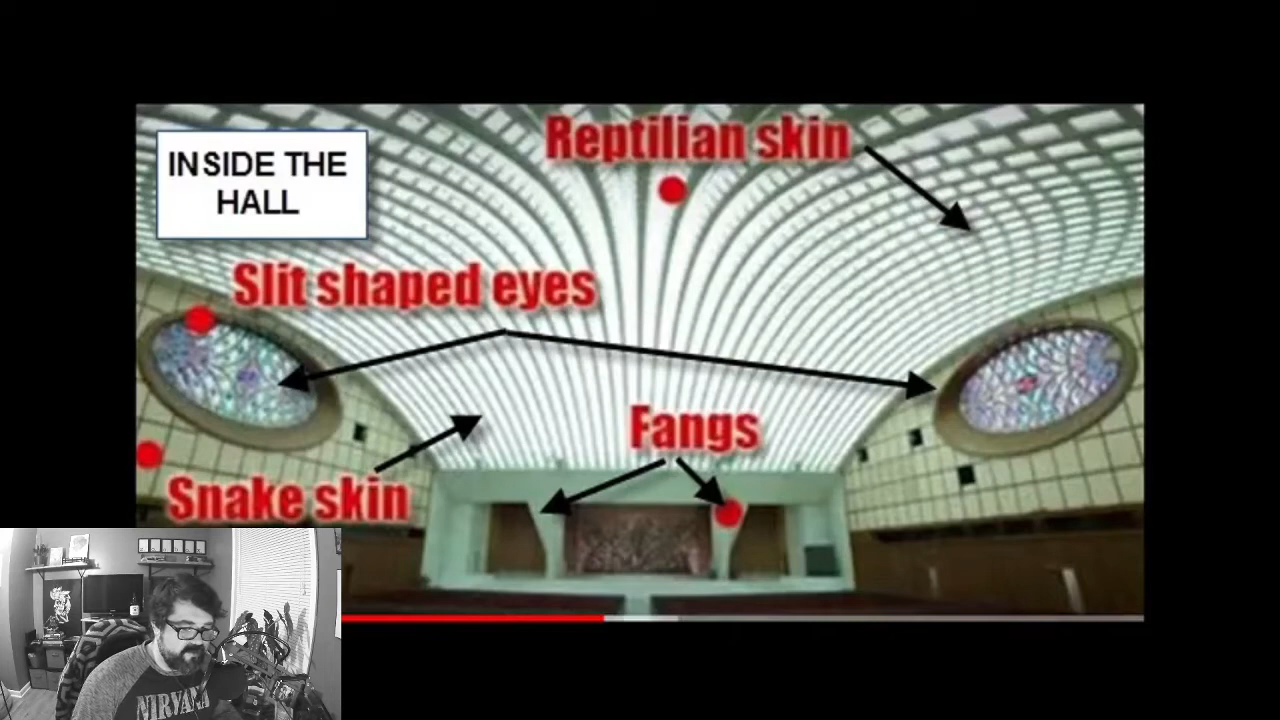 Reptilian skin
INSIDE THE
HALL
Slit shaped eyes
Fangs
Snake skin
NIRVANA